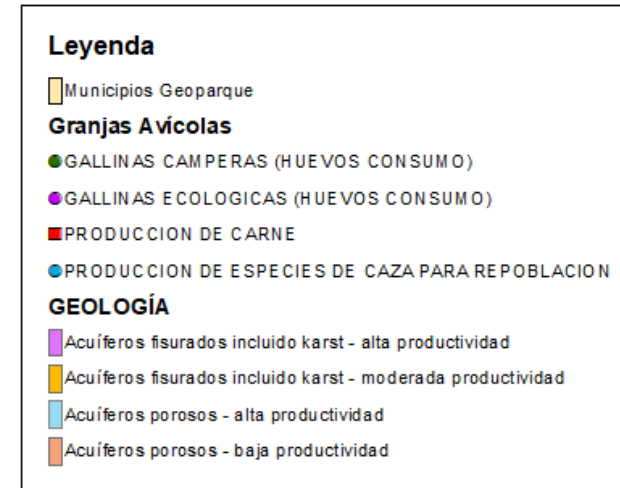 Leyenda
Municipios Geoparque
Granjas Avícolas
GALLINAS CAMPERAS (HUEVOS CONSUMO)
GALLINAS ECOLOGICAS (HUEVOS CONSUMO)
PRODUCCION DE CARNE
PRODUCCION DE ESPECIES DE CAZA PARA REPOBLACION
GEOLOGÍA
Acuíferos fisurados incluido karst - alta productividad
Acuíferos fisurados incluido karst - moderada productividad
Acuíferos porosos - alta productividad
Acuíferos porosos - baja productividad